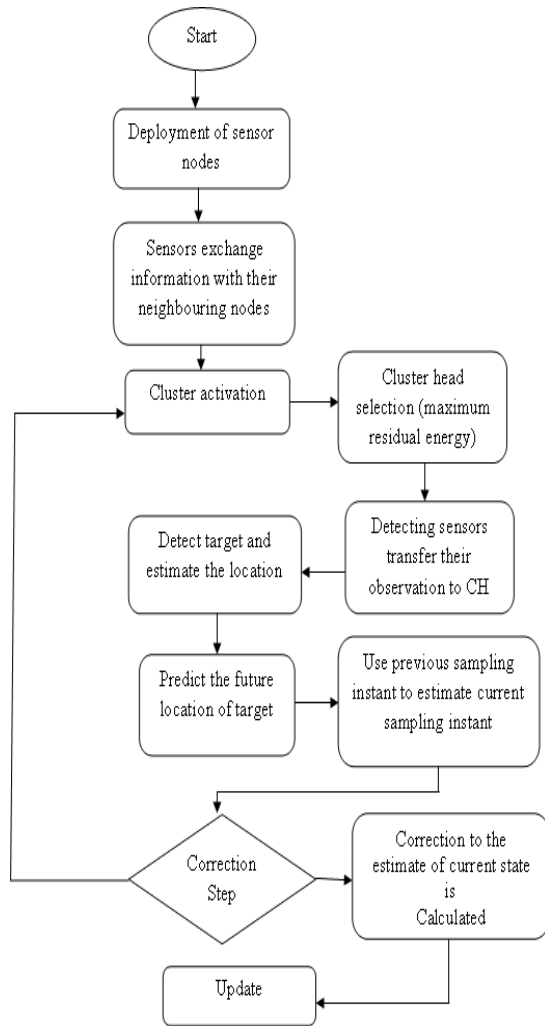 Start
Deployment of sensor
nodes
Sensors exchange
information with their
neighbouring nodes
Cluster activation
Cluster head
selection (maximum
residual energy)
Detecting sensors
transfer their
observation to CH
Detect target and
estimate the location
Predict the future
location of target
Use previous sampling
instant to estimate current
sampling instant
Correction
Step
Correction to the
estimate of current state
is
Calculated
Update